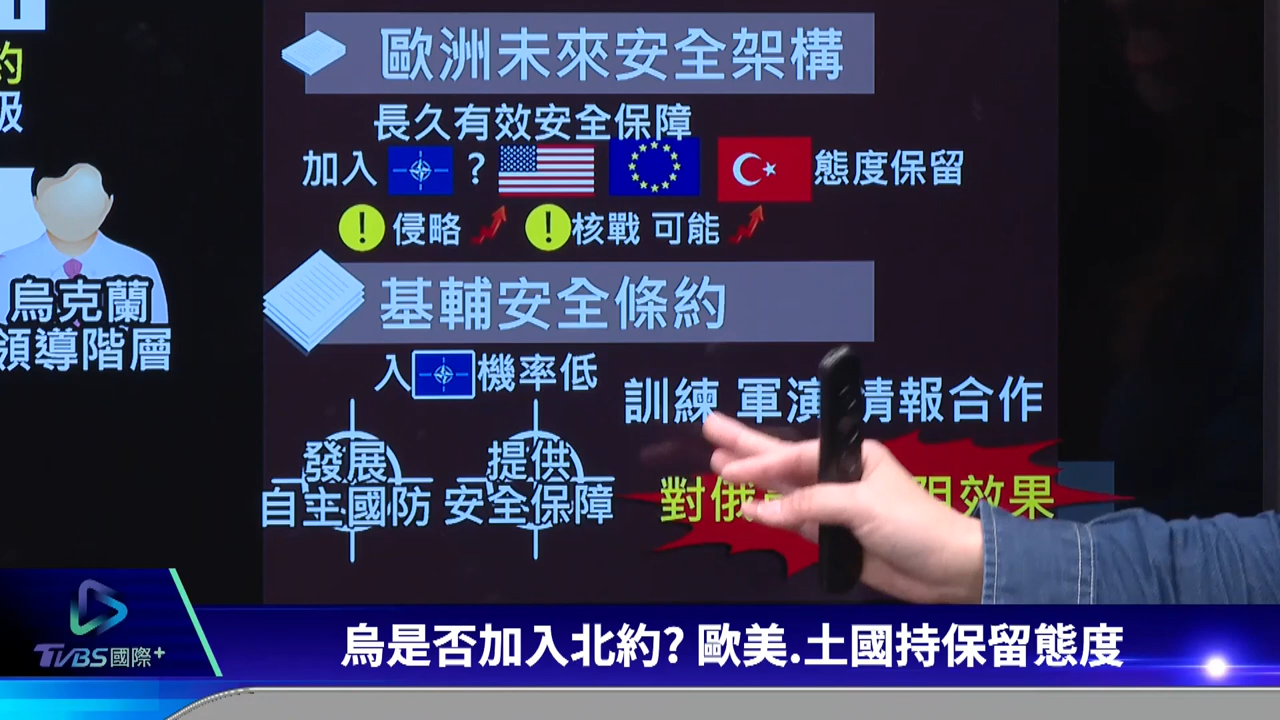 約
級
烏克蘭
領導階層
歐洲未來安全架構
長久有效安全保障
加入 ? 態度保留
! 侵略 ! 核戰 可能
基輔安全條約
入 機率低
訓練 軍演 情報合作
發展
自主國防
提供
安全保障
對俄 阻效果
TVBS國際+
烏是否加入北約? 歐美.土國持保留態度